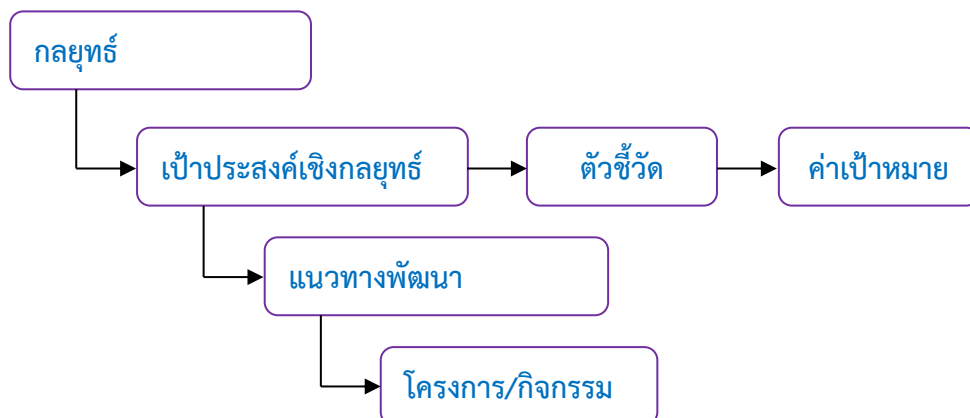 กลยุทธ์
เป้าประสงค์เชิงกลยุทธ์
ตัวชี้วัด
ค่าเป้าหมาย
แนวทางพัฒนา
โครงการ/กิจกรรม